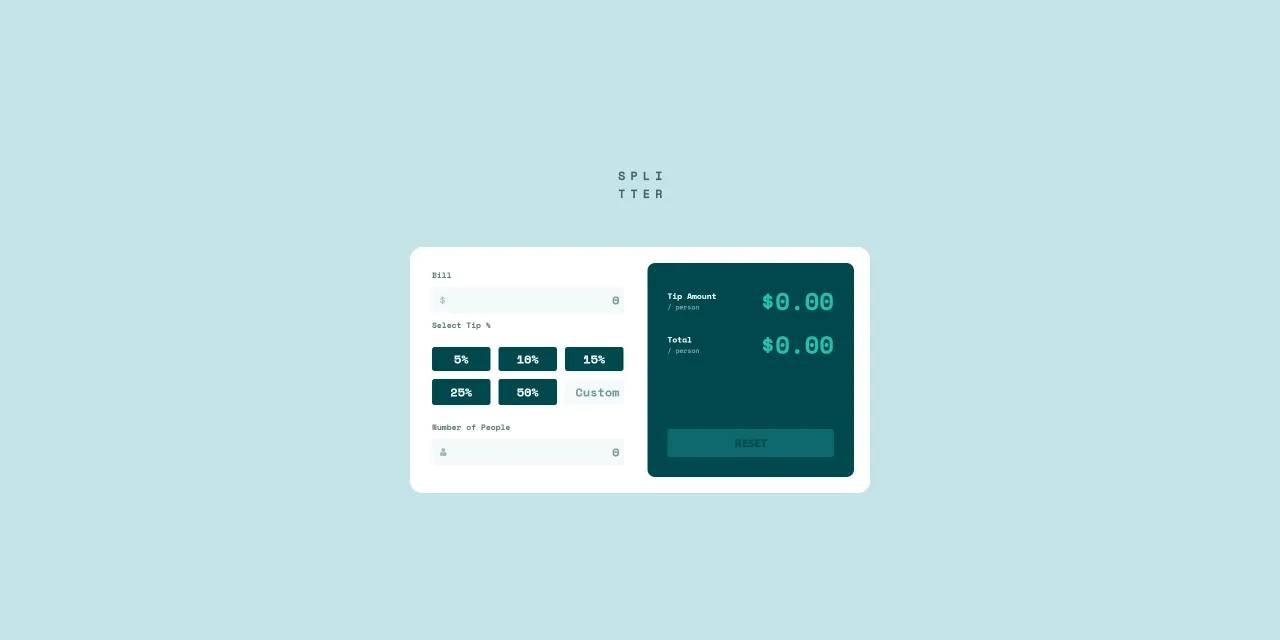 SPLI
TTER
Bill
$ 0
Select Tip %
5% 10% 15%
25% 50% Custom
Number of People
0
Tip Amount $0.00
/ person
Total $0.00
/ person
RESET